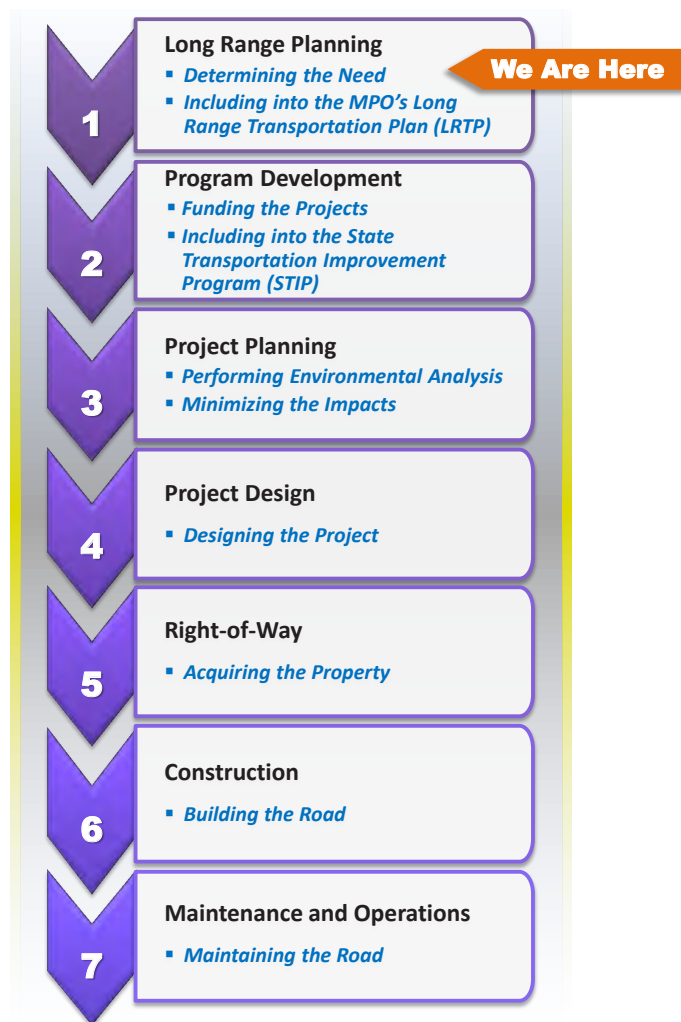 Long Range Planning
▪ Determining the Need
▪ Including into the MPO's Long
Range Transportation Plan (LRTP)
We Are Here
1
Program Development
▪ Funding the Projects
▪ Including into the State
Transportation Improvement
Program (STIP)
2
Project Planning
▪ Performing Environmental Analysis
▪ Minimizing the Impacts
3
Project Design
▪ Designing the Project
4
Right-of-Way
▪ Acquiring the Property
5
Construction
▪ Building the Road
6
Maintenance and Operations
▪ Maintaining the Road
7